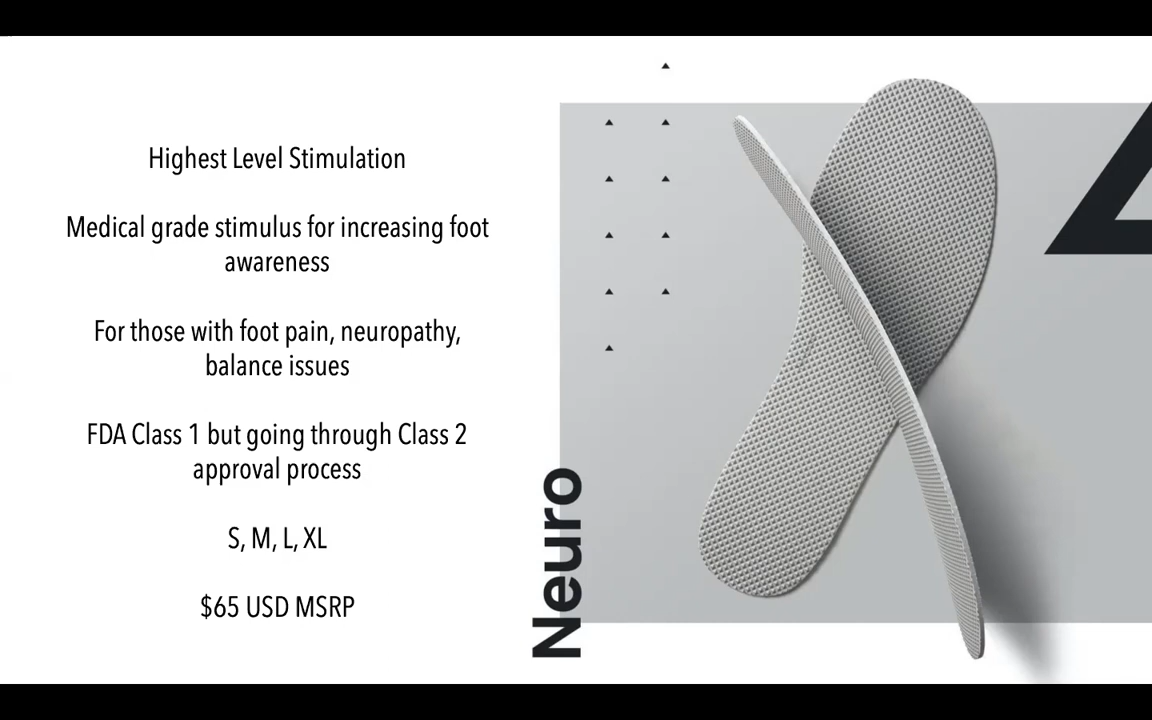 Highest Level Stimulation
Medical grade stimulus for increasing foot
awareness
For those with foot pain, neuropathy,
balance issues
FDA Class 1 but going through Class 2
approval process
S, M, L, XL
$65 USD MSRP
Neuro